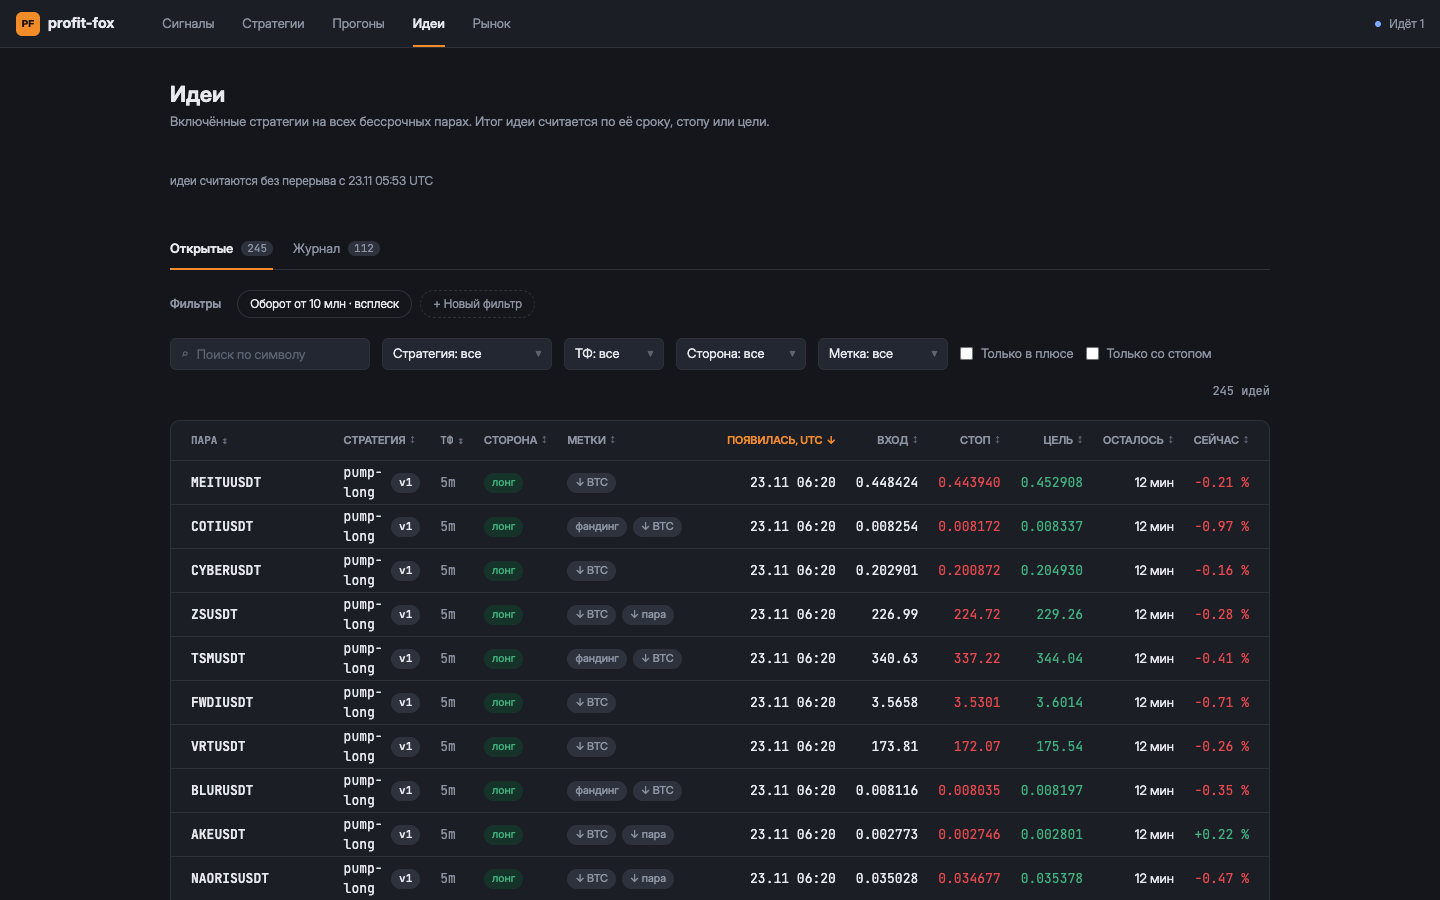 PF profit-fox Сигналы Стратегии Прогоны Идеи Рынок Идёт 1
Идеи
Включённые стратегии на всех бессрочных парах. Итог идеи считается по её сроку, стопу или цели.
идеи считаются без перерыва с 23.11 05:53 UTC
Открытые 245 Журнал 112
Фильтры Оборот от 10 млн · всплеск + Новый фильтр
Поиск по символу Стратегия: все ТФ: все Сторона: все Метка: все Только в плюсе Только со стопом
245 идей
ПАРА ↕ СТРАТЕГИЯ ↕ ТФ ↕ СТОРОНА ↕ МЕТКИ ↕ ПОЯВИЛАСЬ, UTC ↓ ВХОД ↕ СТОП ↕ ЦЕЛЬ ↕ ОСТАЛОСЬ ↕ СЕЙЧАС ↕
MEITUUSDT pump-long v1 5m лонг ↓ BTC 23.11 06:20 0.448424 0.443940 0.452908 12 мин -0.21 %
COTIUSDT pump-long v1 5m лонг фандинг ↓ BTC 23.11 06:20 0.008254 0.008172 0.008337 12 мин -0.97 %
CYBERUSDT pump-long v1 5m лонг ↓ BTC 23.11 06:20 0.202901 0.200872 0.204930 12 мин -0.16 %
ZSUSDT pump-long v1 5m лонг ↓ BTC ↓ пара 23.11 06:20 226.99 224.72 229.26 12 мин -0.28 %
TSMUSDT pump-long v1 5m лонг фандинг ↓ BTC 23.11 06:20 340.63 337.22 344.04 12 мин -0.41 %
FWDIUSDT pump-long v1 5m лонг ↓ BTC 23.11 06:20 3.5658 3.5301 3.6014 12 мин -0.71 %
VRTUSDT pump-long v1 5m лонг ↓ BTC 23.11 06:20 173.81 172.07 175.54 12 мин -0.26 %
BLURUSDT pump-long v1 5m лонг фандинг ↓ BTC 23.11 06:20 0.008116 0.008035 0.008197 12 мин -0.35 %
AKEUSDT pump-long v1 5m лонг ↓ BTC ↓ пара 23.11 06:20 0.002773 0.002746 0.002801 12 мин +0.22 %
NAORISUSDT pump-long v1 5m лонг ↓ BTC ↓ пара 23.11 06:20 0.035028 0.034677 0.035378 12 мин -0.47 %